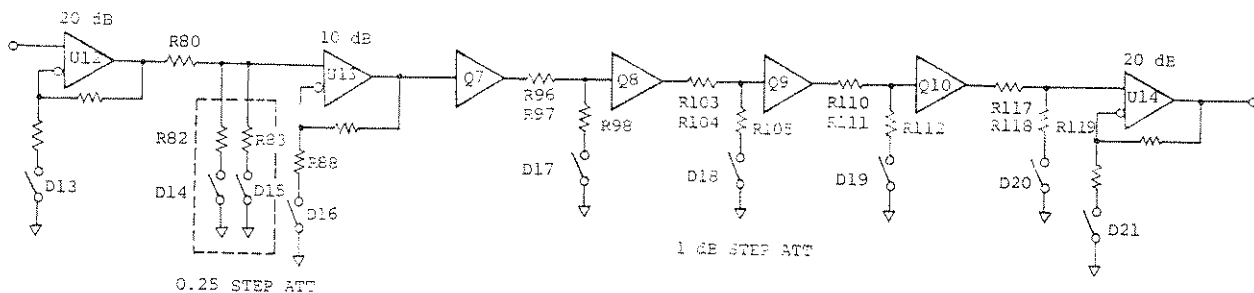 20 dB
U12
R80
10 dB
U13
Q7
R96
R97
Q8
R103
R104
Q9
R110
R111
Q10
R117
R118
20 dB
U14
R82
R83
R88
R98
R105
R112
R119
D13
D14
D15
D16
D17
D18
D19
D20
D21
0.25 STEP ATT
1 dB STEP ATT